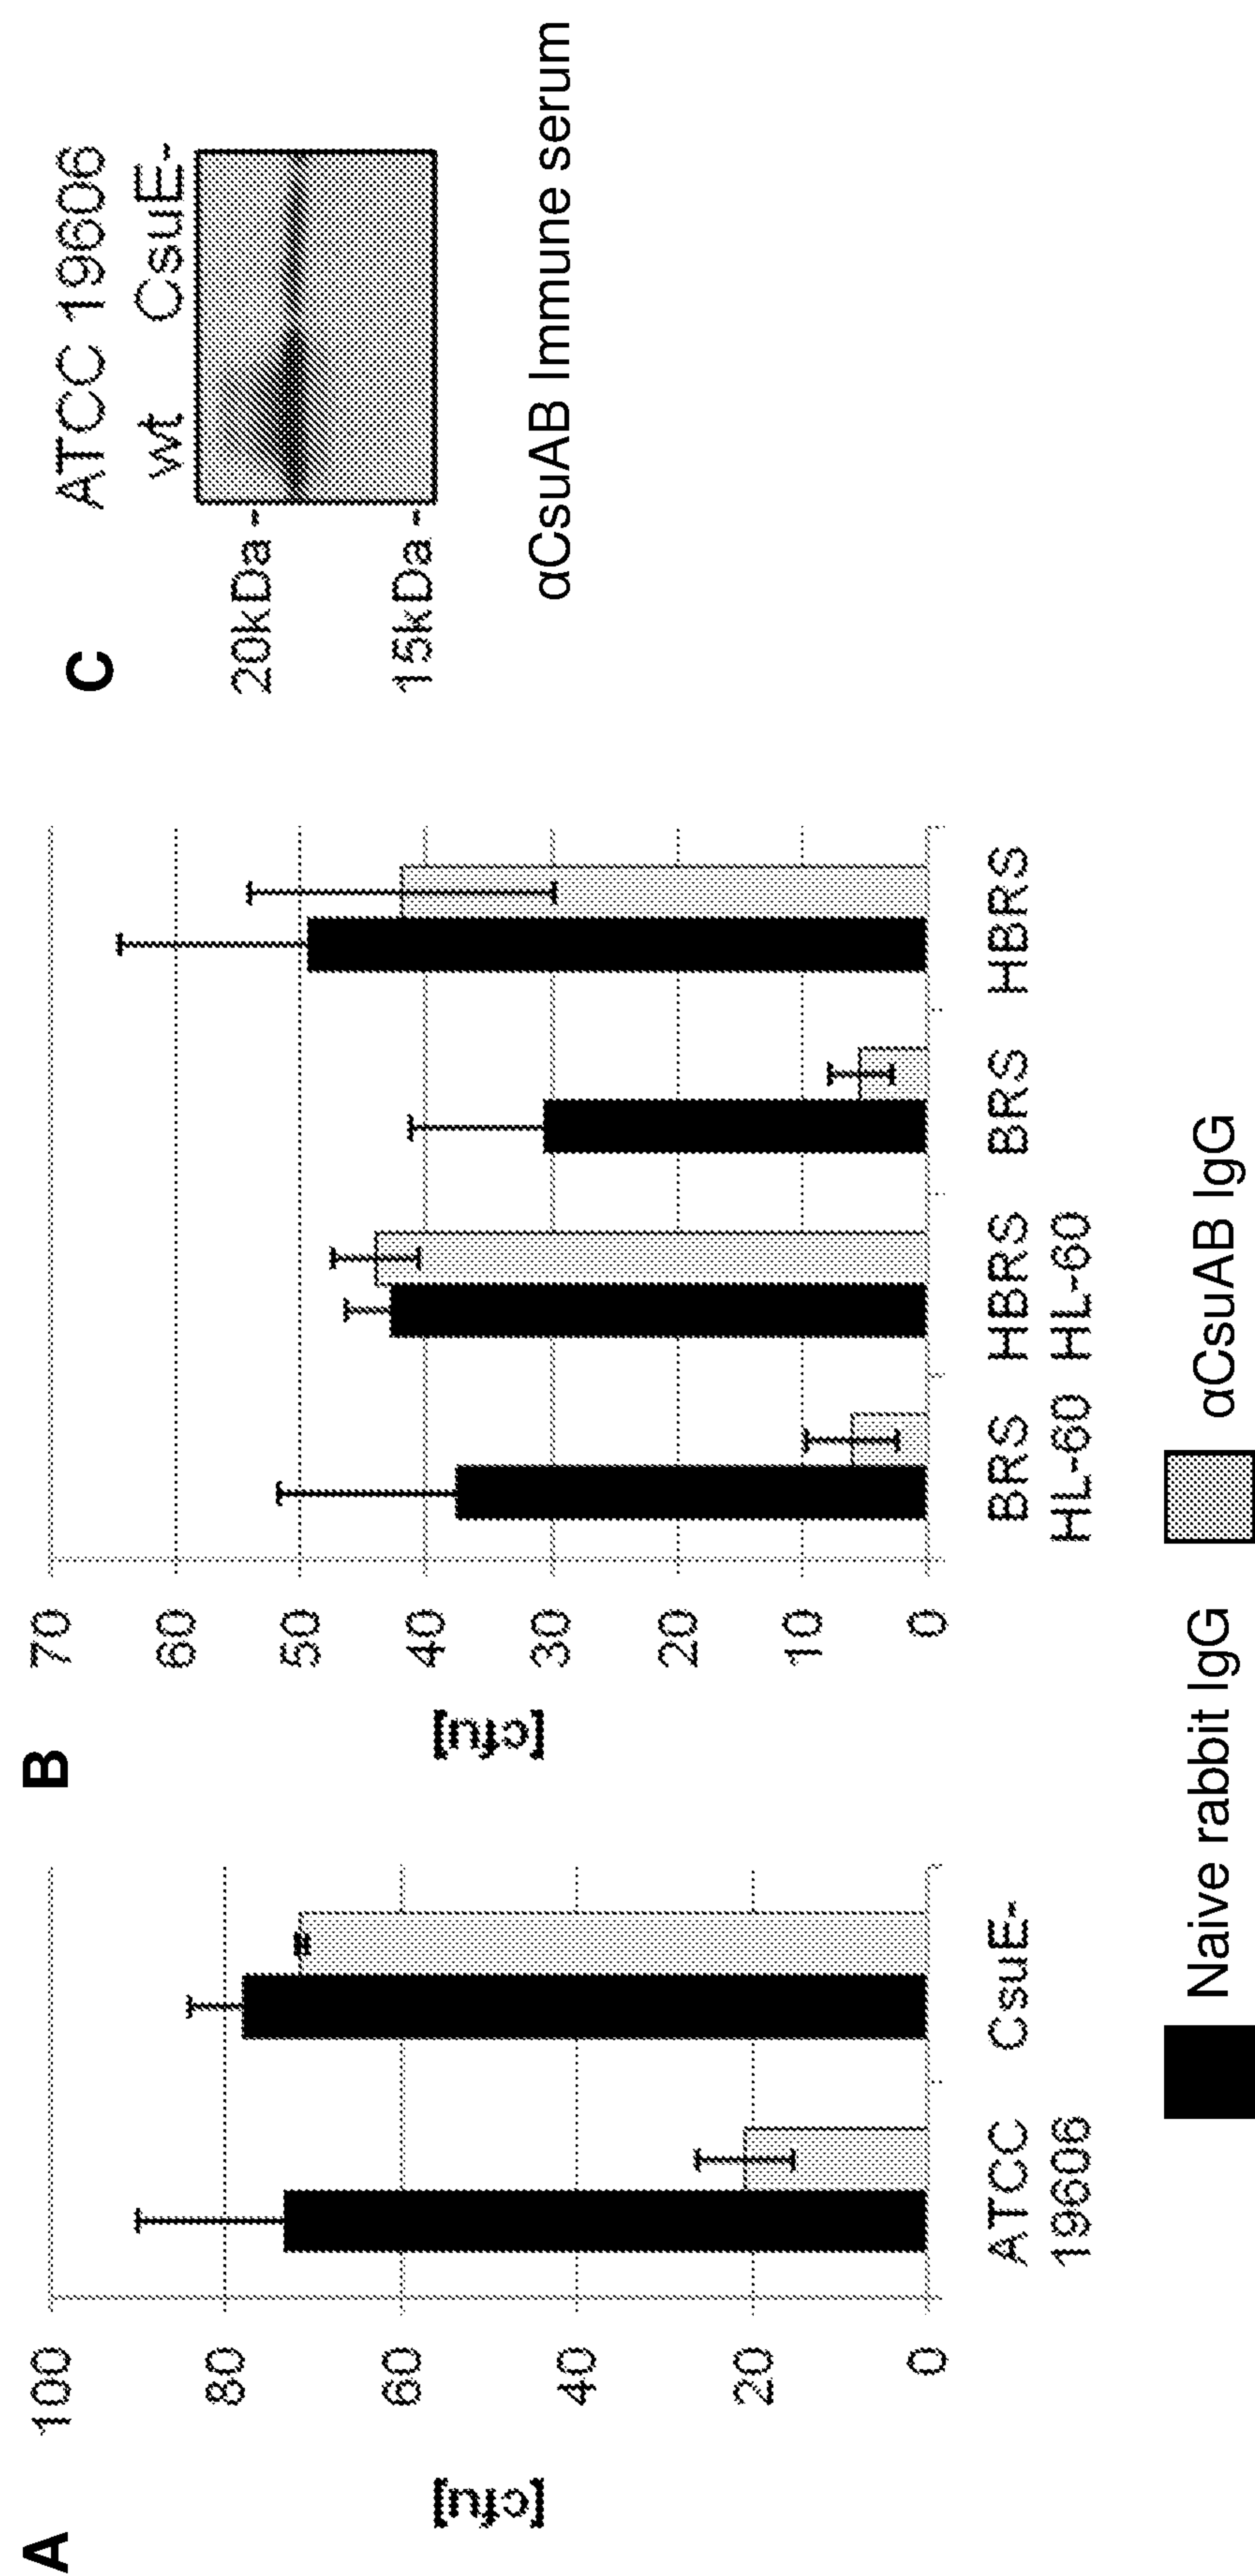 A
[cfu]
100
80
60
40
20
0
ATCC
19606
CsuE-
B
[cfu]
70
60
50
40
30
20
10
0
BRS
HL-60
HBRS
HL-60
BRS
HBRS
Naive rabbit IgG
αCsuAB IgG
C
ATCC 19606
wt CsuE-
20kDa -
15kDa -
αCsuAB Immune serum